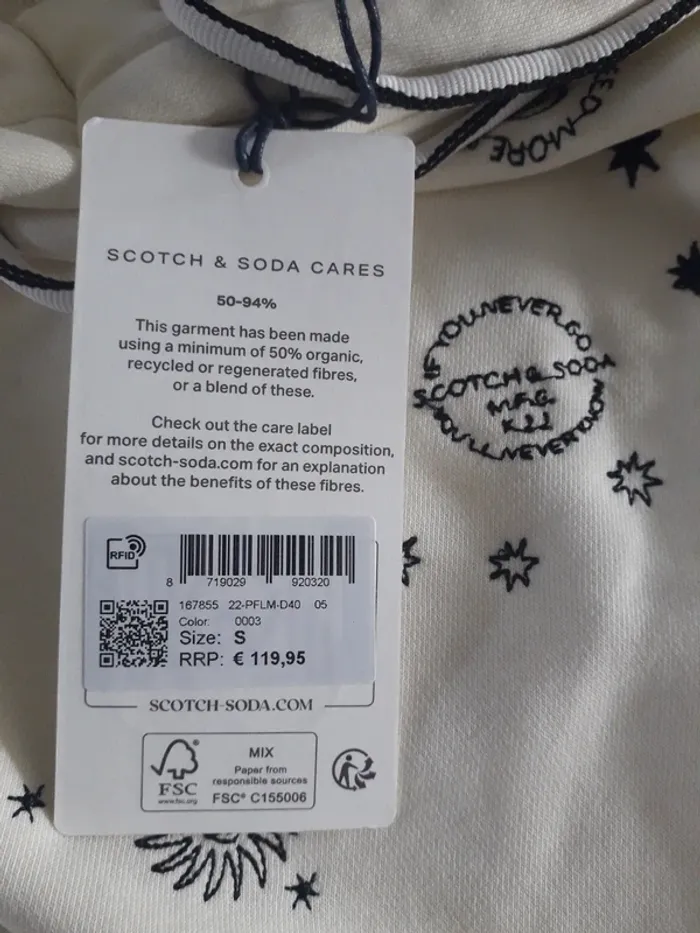 SCOTCH & SODA CARES
50-94%
This garment has been made
using a minimum of 50% organic,
recycled or regenerated fibres,
or a blend of these.
Check out the care label
for more details on the exact composition,
and scotch-soda.com for an explanation
about the benefits of these fibres.
RFID
8 719029 920320
167855 22-PFLM-D40 05
Color: 0003
Size: S
RRP: € 119,95
SCOTCH-SODA.COM
FSC
www.fsc.org
MIX
Paper from
responsible sources
FSC® C155006
MORE
IF YOU NEVER GO
SCOTCH & SODA
M.F.G.
YOU'LL NEVER KNOW